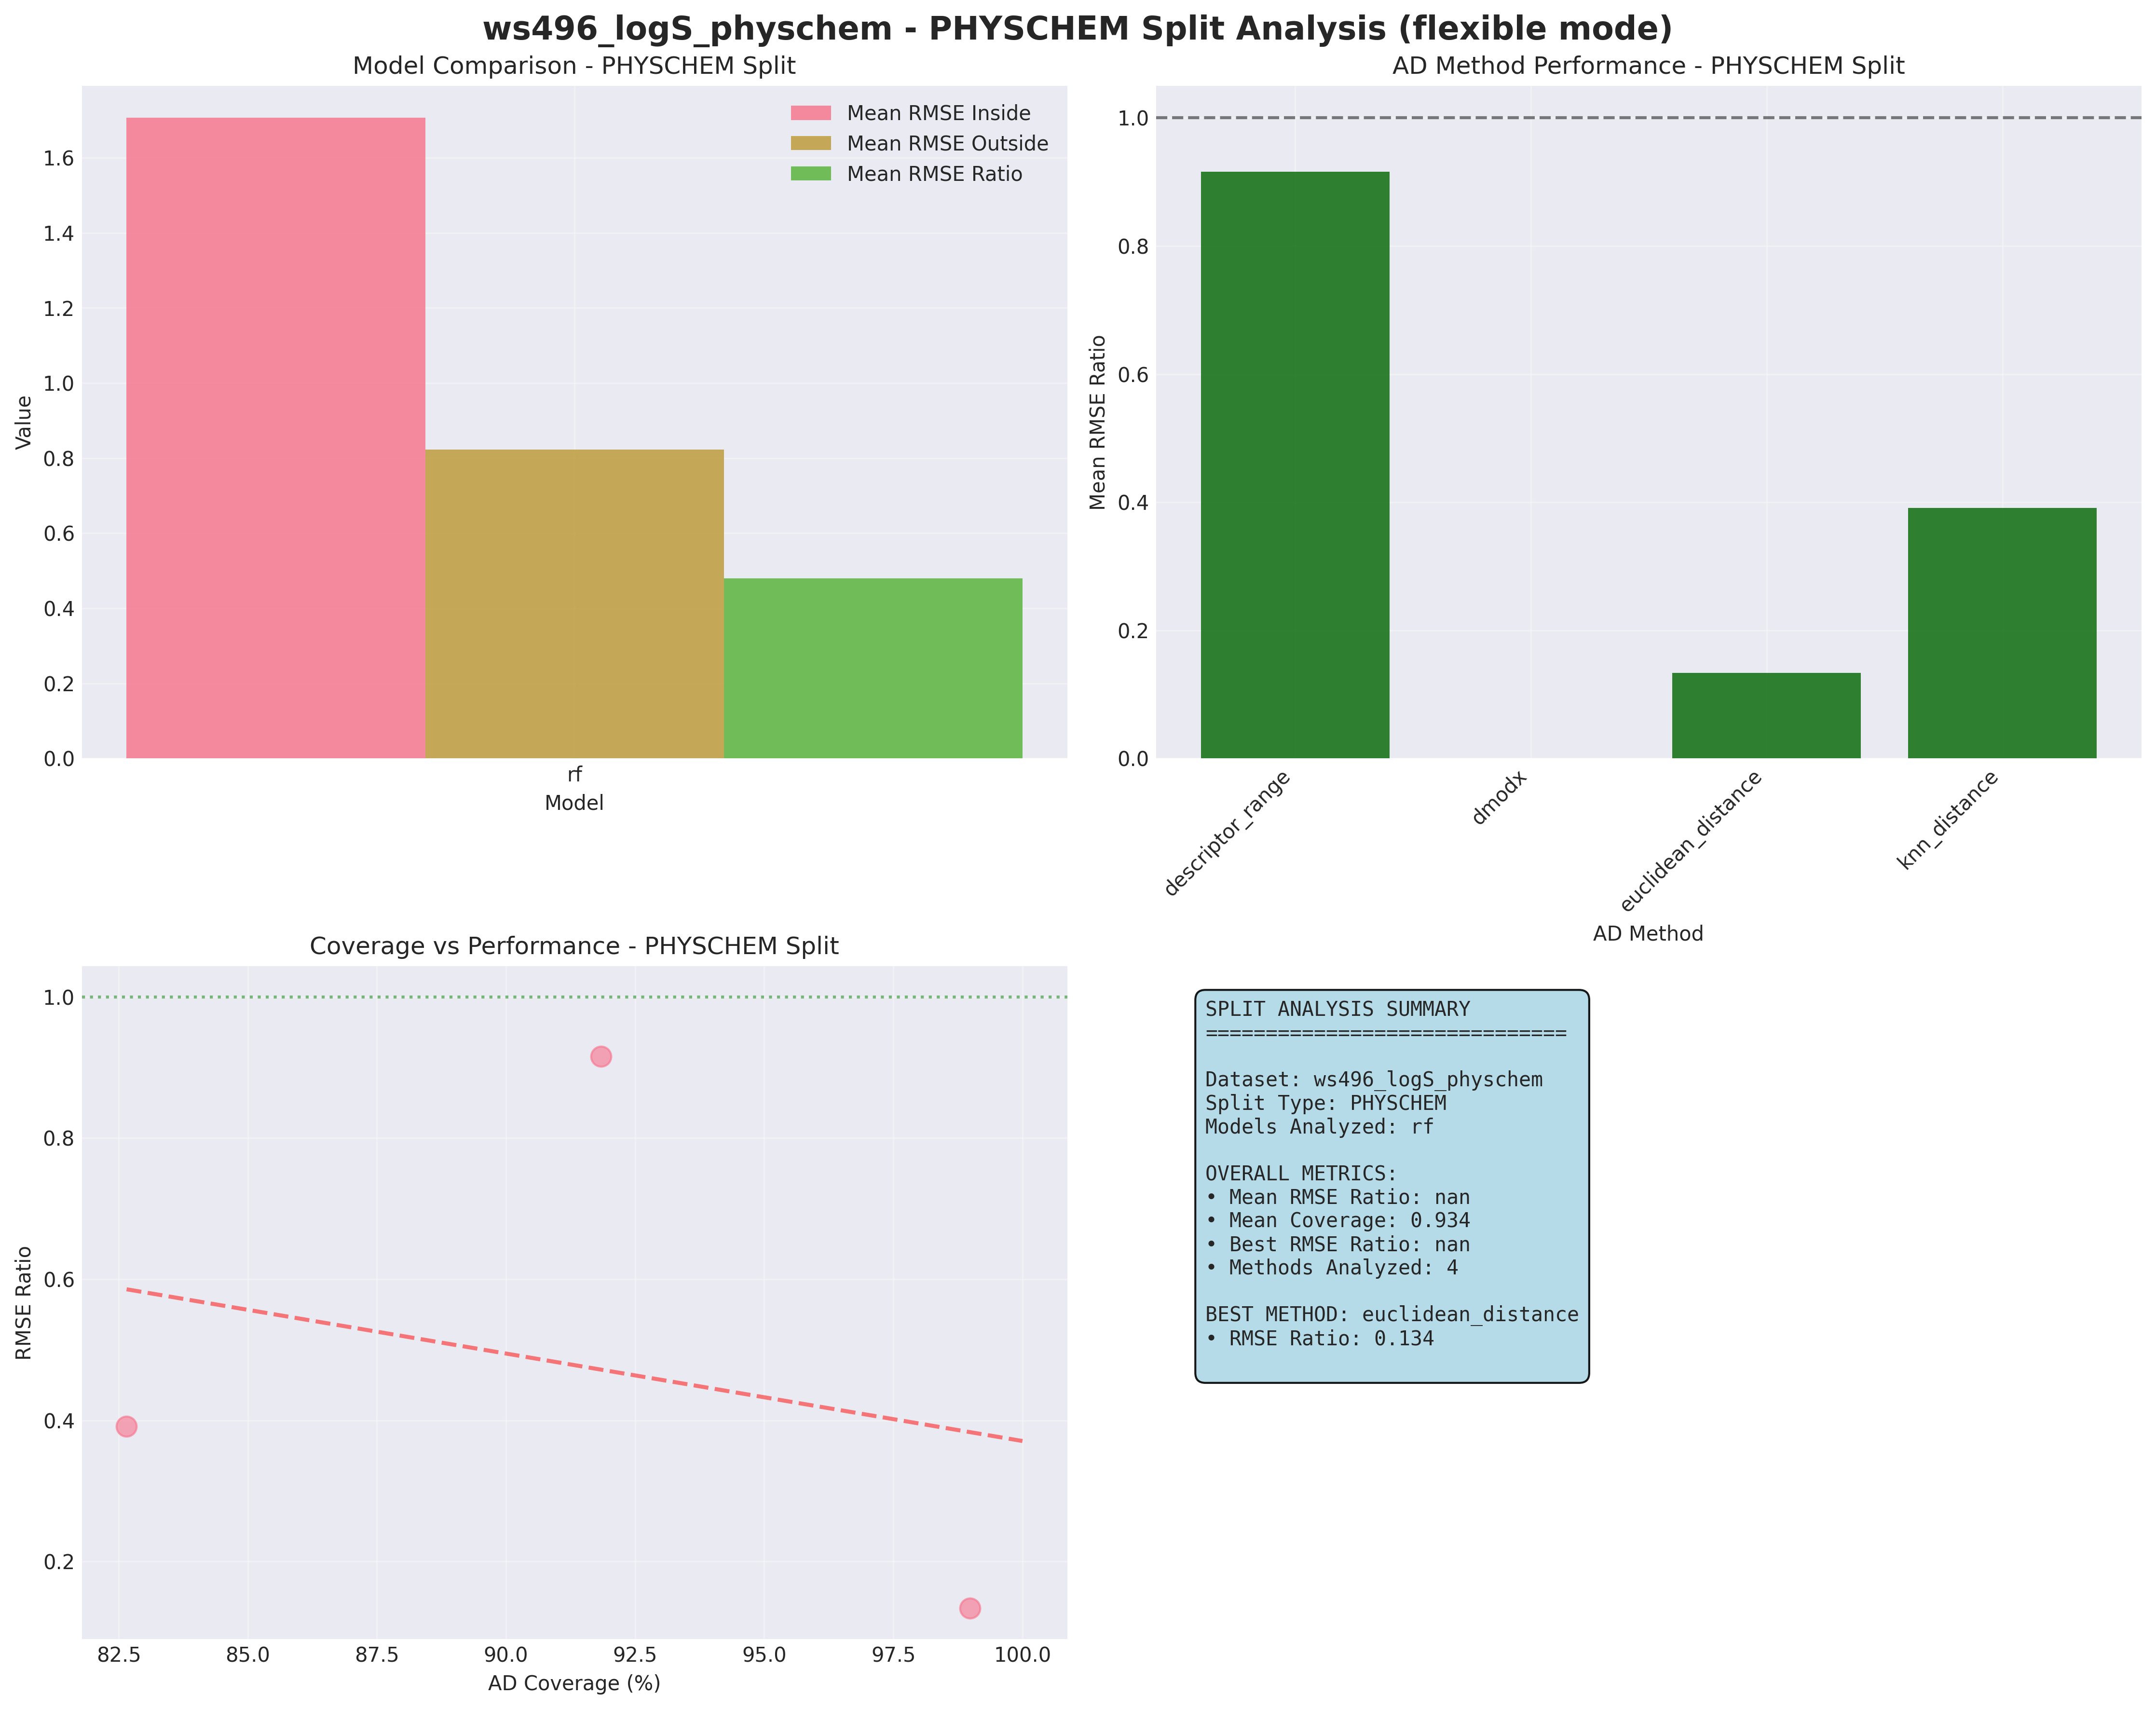 ws496_logS_physchem - PHYSCHEM Split Analysis (flexible mode)
Model Comparison - PHYSCHEM Split
Mean RMSE Inside
Mean RMSE Outside
Mean RMSE Ratio
Value
1.6
1.4
1.2
1.0
0.8
0.6
0.4
0.2
0.0
rf
Model
AD Method Performance - PHYSCHEM Split
Mean RMSE Ratio
1.0
0.8
0.6
0.4
0.2
0.0
descriptor_range
dmodx
euclidean_distance
knn_distance
AD Method
Coverage vs Performance - PHYSCHEM Split
RMSE Ratio
1.0
0.8
0.6
0.4
0.2
82.5
85.0
87.5
90.0
92.5
95.0
97.5
100.0
AD Coverage (%)
SPLIT ANALYSIS SUMMARY
==============================
Dataset: ws496_logS_physchem
Split Type: PHYSCHEM
Models Analyzed: rf
OVERALL METRICS:
• Mean RMSE Ratio: nan
• Mean Coverage: 0.934
• Best RMSE Ratio: nan
• Methods Analyzed: 4
BEST METHOD: euclidean_distance
• RMSE Ratio: 0.134